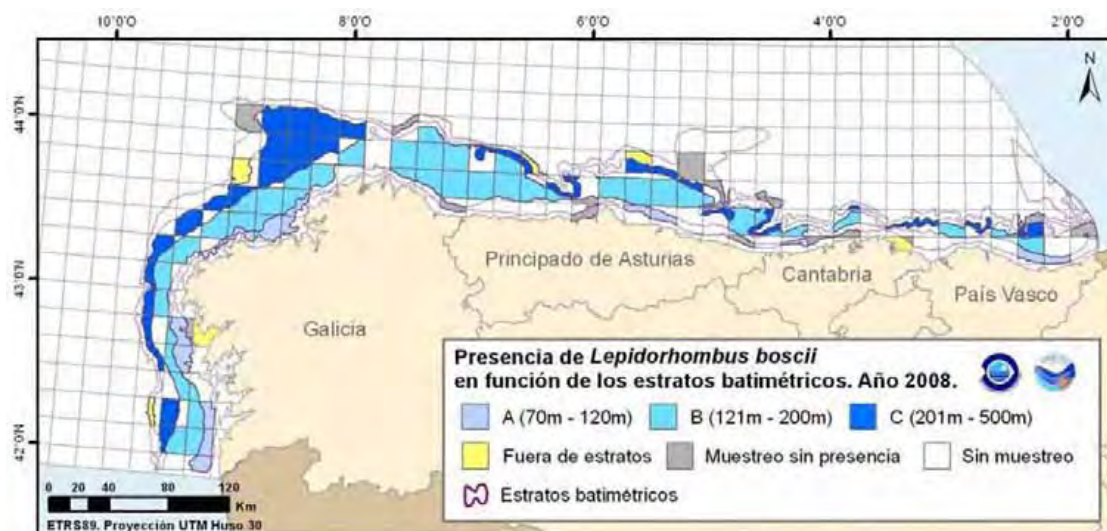 10°0'O 8°0'O 6°0'O 4°0'O 2°0'O
N
44°0'N
43°0'N
42°0'N
Principado de Asturias
Cantabria
País Vasco
Galicia
Presencia de Lepidorhombus boscii
en función de los estratos batimétricos. Año 2008.
A (70m - 120m) B (121m - 200m) C (201m - 500m)
Fuera de estratos Muestreo sin presencia Sin muestreo
Estratos batimétricos
0 20 40 80 120
Km
ETRS89. Proyección UTM Huso 30